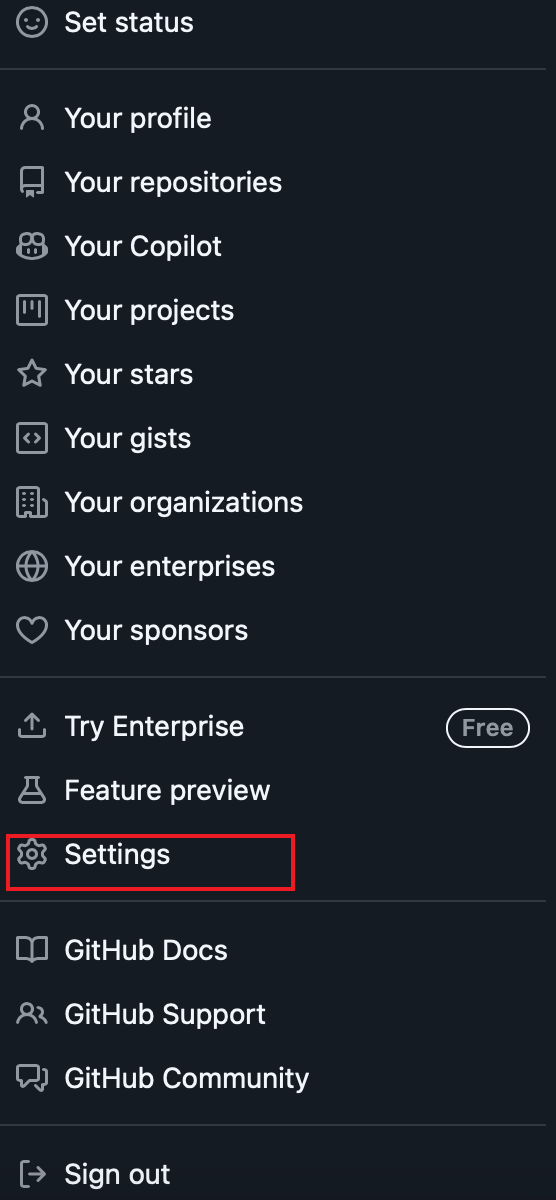 Set status
Your profile
Your repositories
Your Copilot
Your projects
Your stars
Your gists
Your organizations
Your enterprises
Your sponsors
Try Enterprise Free
Feature preview
Settings
GitHub Docs
GitHub Support
GitHub Community
Sign out